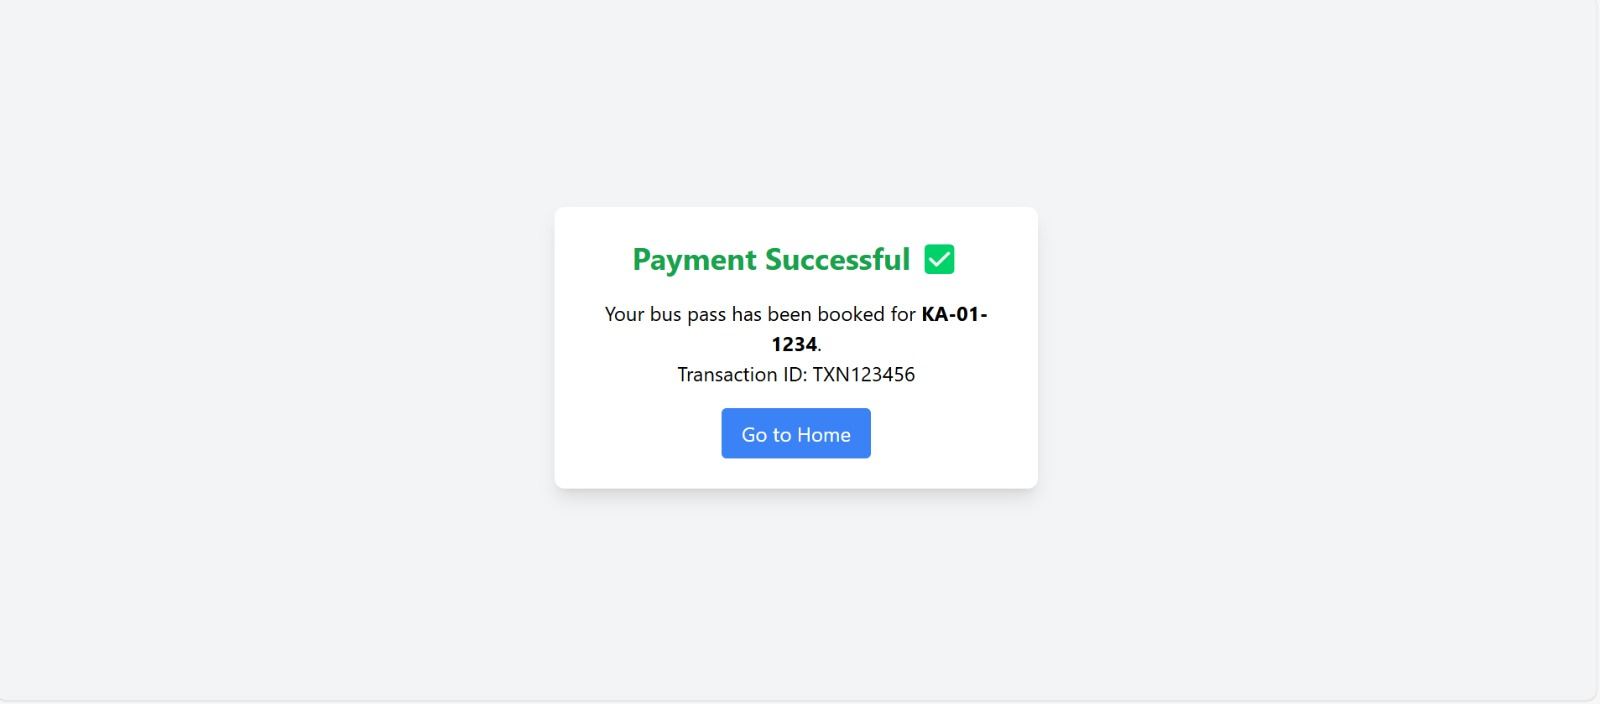 Payment Successful ✅
Your bus pass has been booked for KA-01-
1234.
Transaction ID: TXN123456
Go to Home